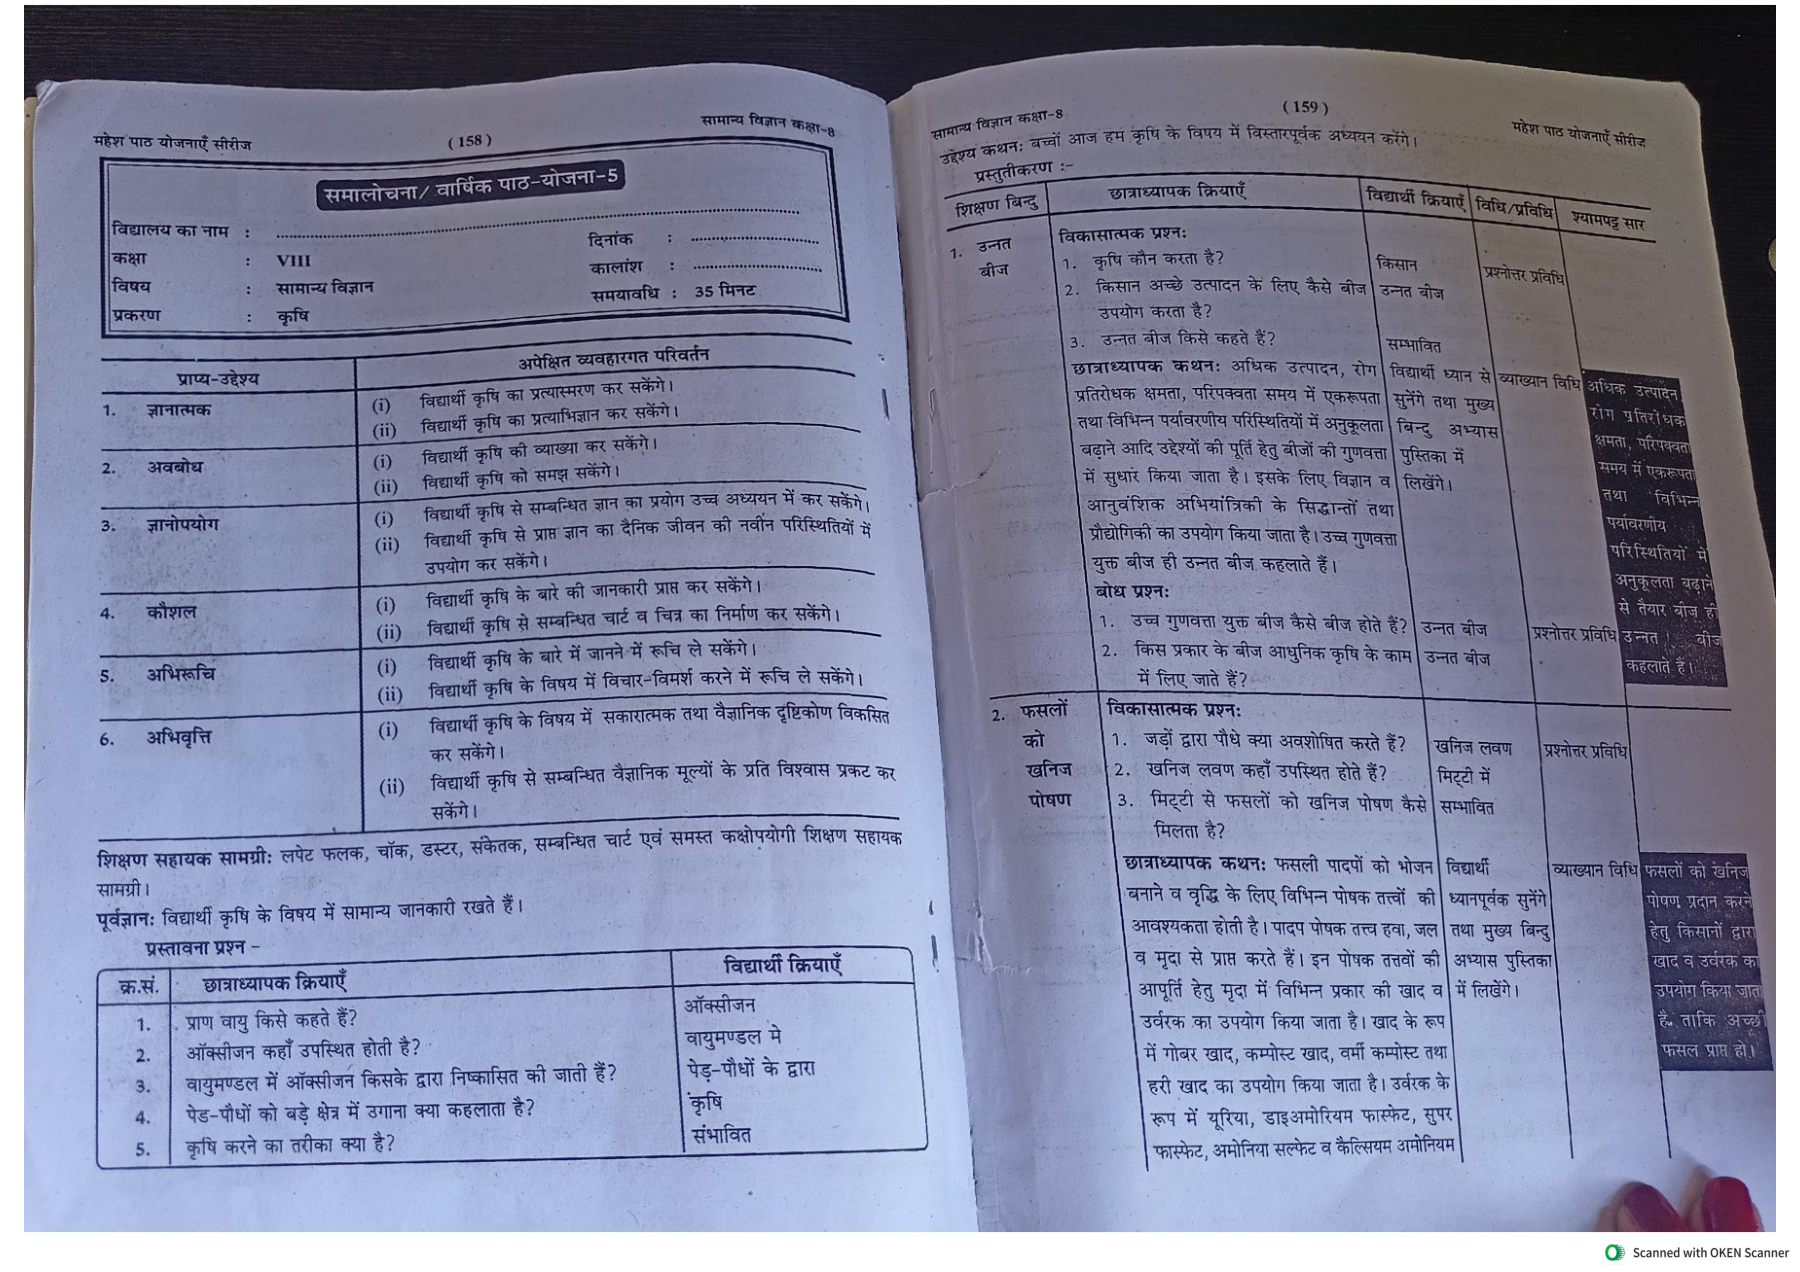 महेश पाठ योजनाएँ सीरीज
( 158 )
सामान्य विज्ञान कक्षा-8
समालोचना/ वार्षिक पाठ-योजना-5
विद्यालय का नाम :
दिनांक :
कक्षा : VIII
कालांश :
विषय : सामान्य विज्ञान
समयावधि : 35 मिनट
प्रकरण : कृषि
प्राप्य-उद्देश्य
अपेक्षित व्यवहारगत परिवर्तन
1. ज्ञानात्मक
(i) विद्यार्थी कृषि का प्रत्यास्मरण कर सकेंगे।
(ii) विद्यार्थी कृषि का प्रत्याभिज्ञान कर सकेंगे।
2. अवबोध
(i) विद्यार्थी कृषि की व्याख्या कर सकेंगे।
(ii) विद्यार्थी कृषि को समझ सकेंगे।
3. ज्ञानोपयोग
(i) विद्यार्थी कृषि से सम्बन्धित ज्ञान का प्रयोग उच्च अध्ययन में कर सकेंगे।
(ii) विद्यार्थी कृषि से प्राप्त ज्ञान का दैनिक जीवन की नवीन परिस्थितियों में
उपयोग कर सकेंगे।
4. कौशल
(i) विद्यार्थी कृषि के बारे की जानकारी प्राप्त कर सकेंगे।
(ii) विद्यार्थी कृषि से सम्बन्धित चार्ट व चित्र का निर्माण कर सकेंगे।
5. अभिरूचि
(i) विद्यार्थी कृषि के बारे में जानने में रूचि ले सकेंगे।
(ii) विद्यार्थी कृषि के विषय में विचार-विमर्श करने में रूचि ले सकेंगे।
6. अभिवृत्ति
(i) विद्यार्थी कृषि के विषय में सकारात्मक तथा वैज्ञानिक दृष्टिकोण विकसित
कर सकेंगे।
(ii) विद्यार्थी कृषि से सम्बन्धित वैज्ञानिक मूल्यों के प्रति विश्वास प्रकट कर
सकेंगे।
शिक्षण सहायक सामग्री: लपेट फलक, चॉक, डस्टर, संकेतक, सम्बन्धित चार्ट एवं समस्त कक्षोपयोगी शिक्षण सहायक
सामग्री।
पूर्वज्ञान: विद्यार्थी कृषि के विषय में सामान्य जानकारी रखते हैं।
प्रस्तावना प्रश्न –
क्र.सं.
छात्राध्यापक क्रियाएँ
विद्यार्थी क्रियाएँ
1. प्राण वायु किसे कहते हैं?
ऑक्सीजन
2. ऑक्सीजन कहाँ उपस्थित होती है?
वायुमण्डल मे
3. वायुमण्डल में ऑक्सीजन किसके द्वारा निष्कासित की जाती हैं?
पेड़-पौधों के द्वारा
4. पेड-पौधों को बड़े क्षेत्र में उगाना क्या कहलाता है?
कृषि
5. कृषि करने का तरीका क्या है?
संभावित
सामान्य विज्ञान कक्षा-8
( 159 )
महेश पाठ योजनाएँ सीरीज
उद्देश्य कथन: बच्चों आज हम कृषि के विषय में विस्तारपूर्वक अध्ययन करेंगे।
प्रस्तुतीकरण :–
शिक्षण बिन्दु
छात्राध्यापक क्रियाएँ
विद्यार्थी क्रियाएँ
विधि/प्रविधि
श्यामपट्ट सार
1. उन्नत
बीज
विकासात्मक प्रश्न:
1. कृषि कौन करता है?
किसान
प्रश्नोत्तर प्रविधि
2. किसान अच्छे उत्पादन के लिए कैसे बीज
उपयोग करता है?
उन्नत बीज
3. उन्नत बीज किसे कहते हैं?
सम्भावित
छात्राध्यापक कथन: अधिक उत्पादन, रोग
प्रतिरोधक क्षमता, परिपक्वता समय में एकरूपता
तथा विभिन्न पर्यावरणीय परिस्थितियों में अनुकूलता
बढ़ाने आदि उद्देश्यों की पूर्ति हेतु बीजों की गुणवत्ता
में सुधार किया जाता है। इसके लिए विज्ञान व
आनुवंशिक अभियांत्रिकी के सिद्धान्तों तथा
प्रौद्योगिकी का उपयोग किया जाता है। उच्च गुणवत्ता
युक्त बीज ही उन्नत बीज कहलाते हैं।
विद्यार्थी ध्यान से
सुनेंगे तथा मुख्य
बिन्दु अभ्यास
पुस्तिका में
लिखेंगे।
व्याख्यान विधि
अधिक उत्पादन,
रोग प्रतिरोधक
क्षमता, परिपक्वता
समय में एकरूपता
तथा विभिन्न
पर्यावरणीय
परिस्थितियों में
अनुकूलता बढ़ाने
से तैयार बीज ही
उन्नत बीज
कहलाते हैं।
बोध प्रश्न:
1. उच्च गुणवत्ता युक्त बीज कैसे बीज होते हैं?
उन्नत बीज
प्रश्नोत्तर प्रविधि
2. किस प्रकार के बीज आधुनिक कृषि के काम
में लिए जाते हैं?
उन्नत बीज
2. फसलों
को
खनिज
पोषण
विकासात्मक प्रश्न:
1. जड़ों द्वारा पौधे क्या अवशोषित करते हैं?
खनिज लवण
प्रश्नोत्तर प्रविधि
2. खनिज लवण कहाँ उपस्थित होते हैं?
मिट्टी में
3. मिट्टी से फसलों को खनिज पोषण कैसे
मिलता है?
सम्भावित
छात्राध्यापक कथन: फसली पादपों को भोजन
बनाने व वृद्धि के लिए विभिन्न पोषक तत्त्वों की
आवश्यकता होती है। पादप पोषक तत्त्व हवा, जल
व मृदा से प्राप्त करते हैं। इन पोषक तत्तवों की
आपूर्ति हेतु मृदा में विभिन्न प्रकार की खाद व
उर्वरक का उपयोग किया जाता है। खाद के रूप
में गोबर खाद, कम्पोस्ट खाद, वर्मी कम्पोस्ट तथा
हरी खाद का उपयोग किया जाता है। उर्वरक के
रूप में यूरिया, डाइअमोरियम फास्फेट, सुपर
फास्फेट, अमोनिया सल्फेट व कैल्सियम अमोनियम
विद्यार्थी
ध्यानपूर्वक सुनेंगे
तथा मुख्य बिन्दु
अभ्यास पुस्तिका
में लिखेंगे।
व्याख्यान विधि
फसलों को खनिज
पोषण प्रदान करने
हेतु किसानों द्वारा
खाद व उर्वरक का
उपयोग किया जाता
है, ताकि अच्छी
फसल प्राप्त हो।
Scanned with OKEN Scanner